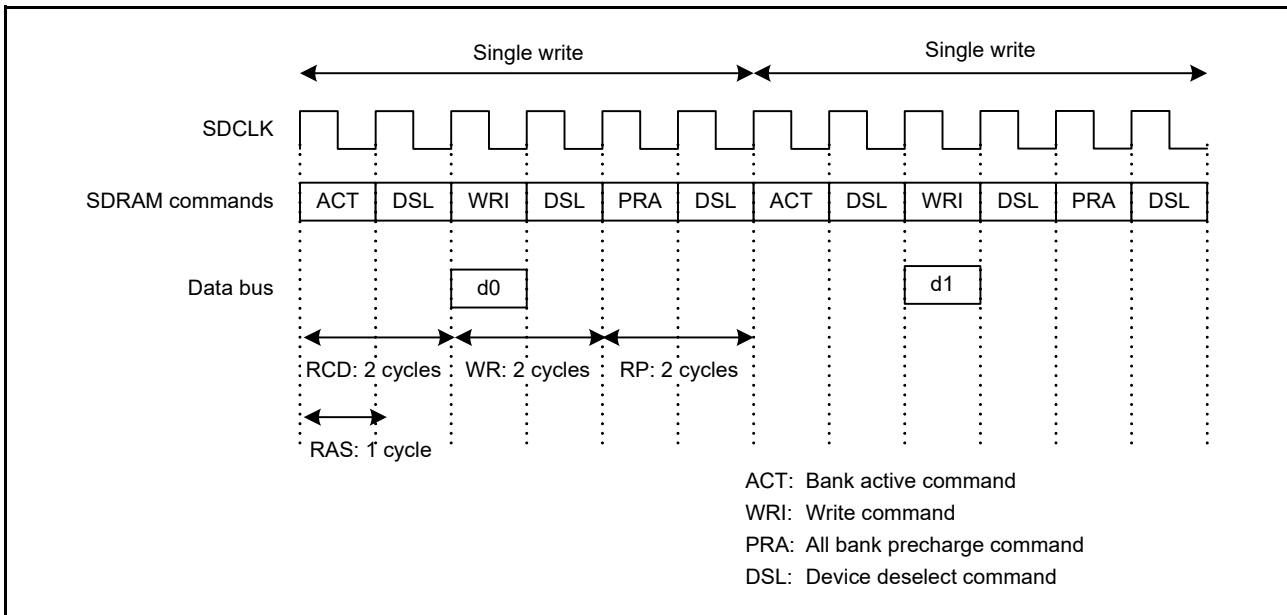 Single write Single write
SDCLK
SDRAM commands ACT DSL WRI DSL PRA DSL ACT DSL WRI DSL PRA DSL
Data bus d0 d1
RCD: 2 cycles WR: 2 cycles RP: 2 cycles
RAS: 1 cycle
ACT: Bank active command
WRI: Write command
PRA: All bank precharge command
DSL: Device deselect command